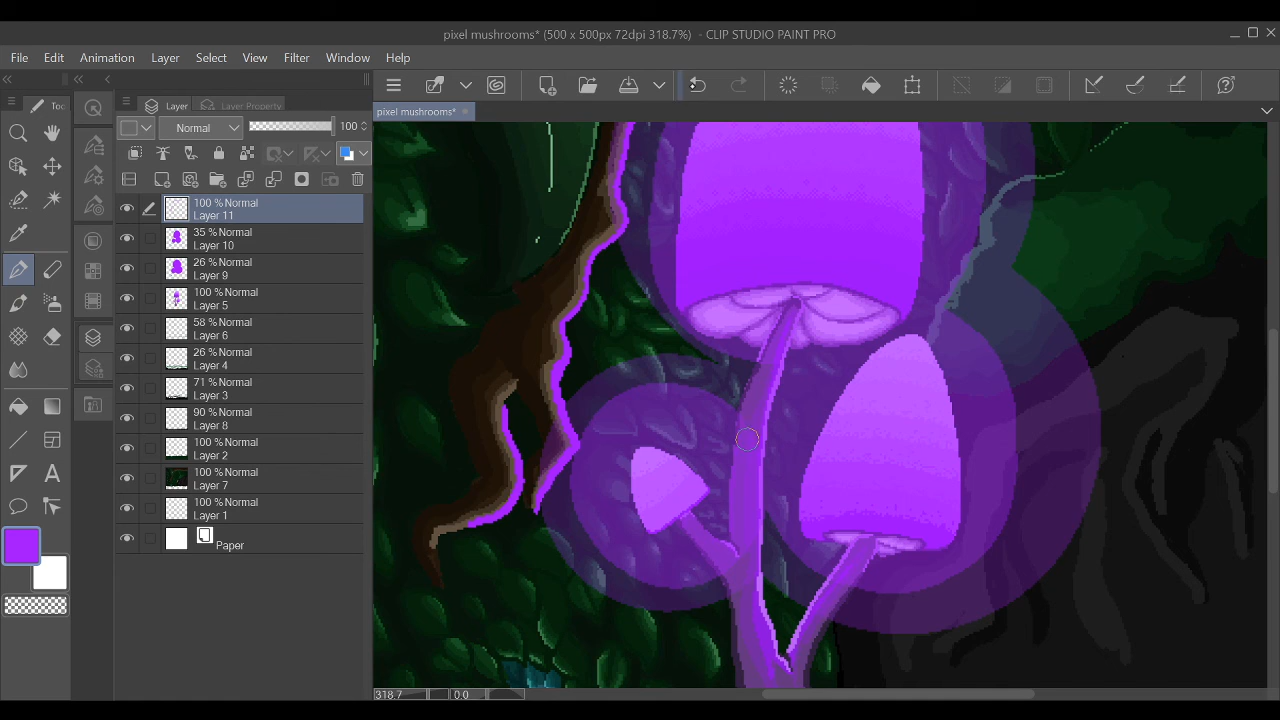 pixel mushrooms* (500 x 500px 72dpi 318.7%) - CLIP STUDIO PAINT PRO
File Edit Animation Layer Select View Filter Window Help
Too
Layer
Layer Property
pixel mushrooms*
Normal
100
100 % Normal
Layer 11
35 % Normal
Layer 10
26 % Normal
Layer 9
100 % Normal
Layer 5
58 % Normal
Layer 6
26 % Normal
Layer 4
71 % Normal
Layer 3
90 % Normal
Layer 8
100 % Normal
Layer 2
100 % Normal
Layer 7
100 % Normal
Layer 1
Paper
A
318.7
0.0